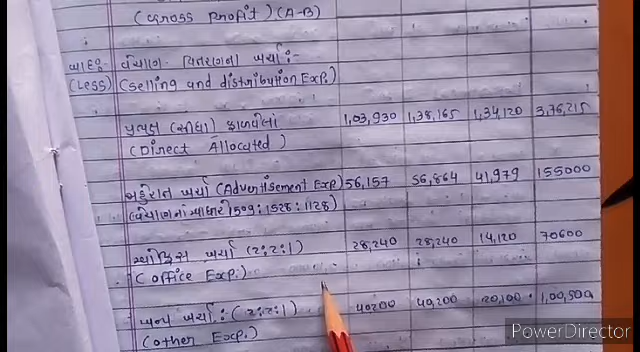 (Gross Profit) (A-B)
બાદ:- વેચાણ- વિતરણના ખર્ચા:-
(Less) (Selling and distribution Exp.)
પ્રત્યક્ષ (સીધા) ફાળવેલા 1,03,930 1,38,165 1,34,120 3,76,215
(Direct Allocated)
જાહેરાત ખર્ચા (Advertisement Exp) 56,157 56,864 41,979 155000
(વેચાણના આધારે 1509:1528:1128)
ઓફિસ ખર્ચા (2:2:1) 28,240 28,240 14,120 70600
(office Exp.)
અન્ય ખર્ચા: (2:2:1) 40200 40,200 20,100 1,00,500
(other Exp.)
PowerDirector